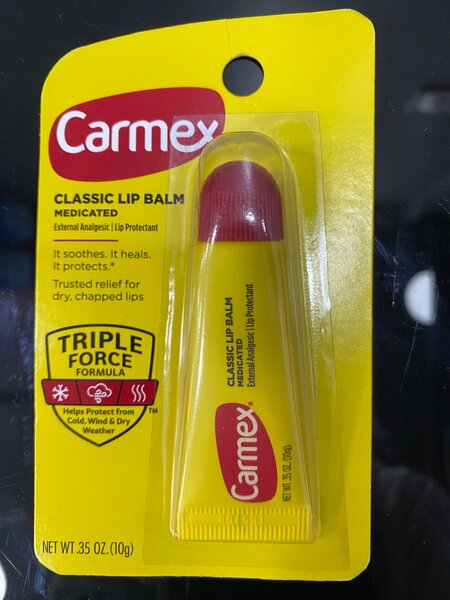 Carmex
CLASSIC LIP BALM
MEDICATED
External Analgesic | Lip Protectant
It soothes. It heals.
It protects.®
Trusted relief for
dry, chapped lips
TRIPLE
FORCE
FORMULA
Helps Protect from
Cold, Wind & Dry
Weather
TM
NET WT .35 OZ. (10g)
CLASSIC LIP BALM
MEDICATED
External Analgesic | Lip Protectant
Carmex®
NET WT .35 OZ. (10g)